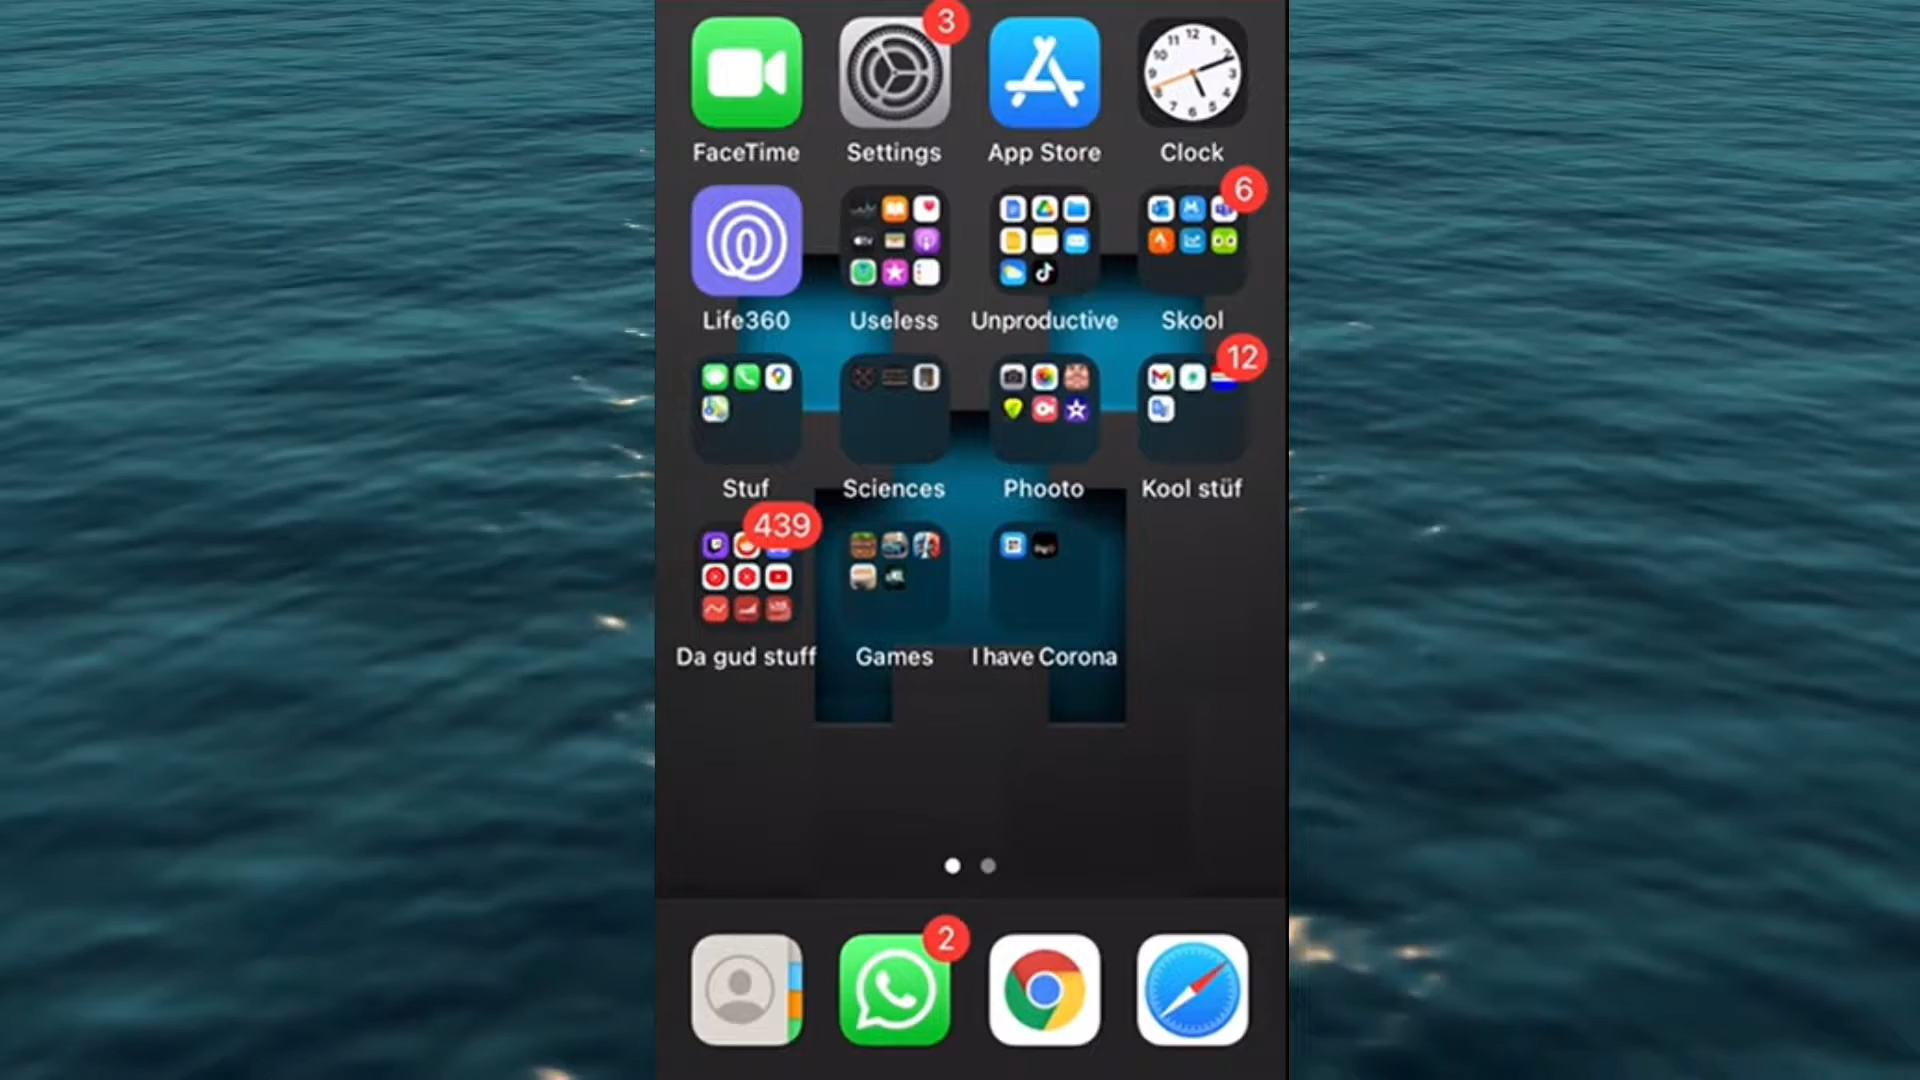 3
FaceTime Settings App Store Clock
6
Life360 Useless Unproductive Skool
12
Stuf Sciences Phooto Kool stüf
439
Da gud stuff Games I have Corona
2